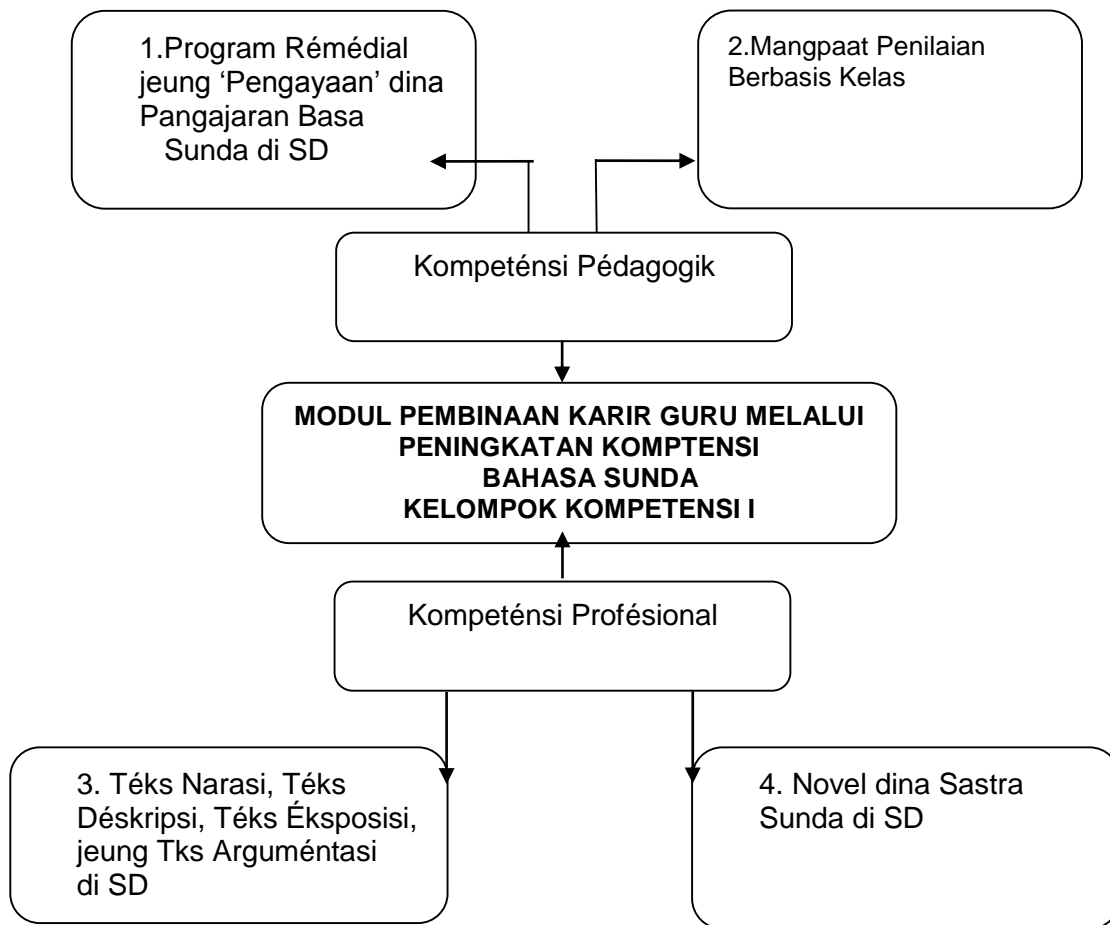 1.Program Rémédial
jeung ‘Pengayaan’ dina
Pangajaran Basa
Sunda di SD
2.Mangpaat Penilaian
Berbasis Kelas
Kompeténsi Pédagogik
MODUL PEMBINAAN KARIR GURU MELALUI
PENINGKATAN KOMPTENSI
BAHASA SUNDA
KELOMPOK KOMPETENSI I
Kompeténsi Profésional
3. Téks Narasi, Téks
Déskripsi, Téks Éksposisi,
jeung Tks Arguméntasi
di SD
4. Novel dina Sastra
Sunda di SD